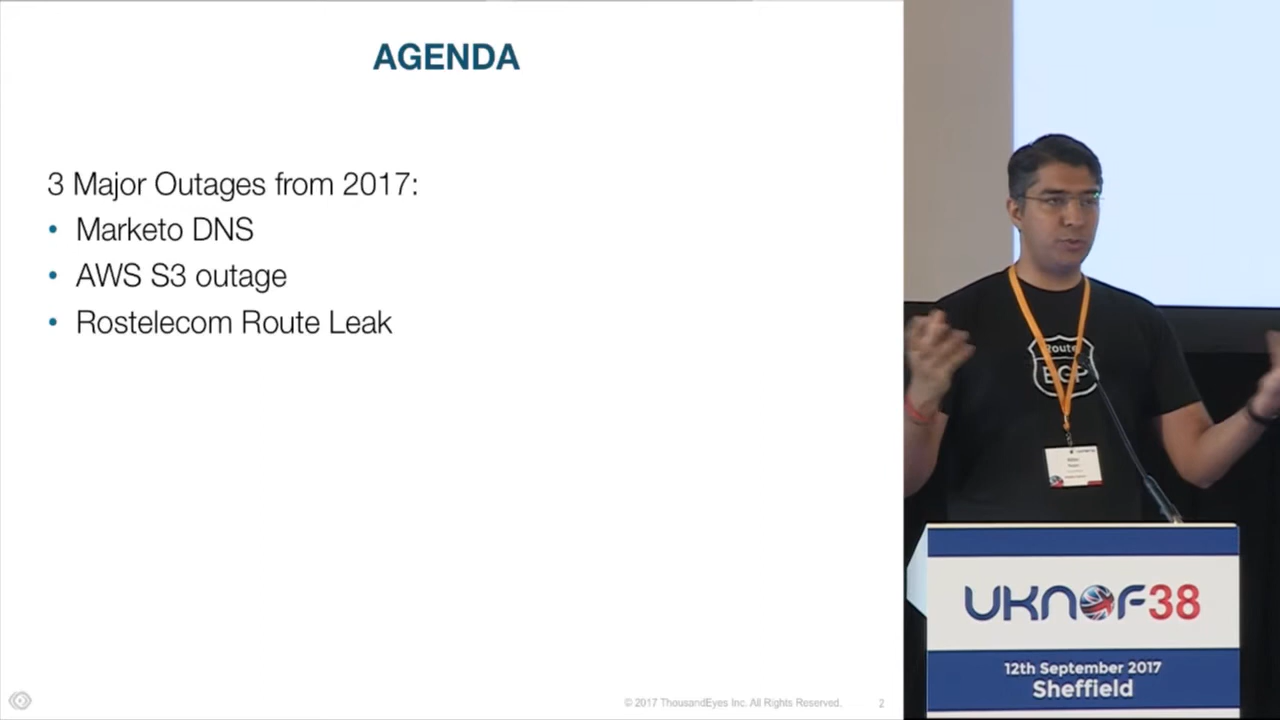 AGENDA
3 Major Outages from 2017:
• Marketo DNS
• AWS S3 outage
• Rostelecom Route Leak
© 2017 ThousandEyes Inc. All Rights Reserved.
2
Route
BGP
UKNOF38
12th September 2017
Sheffield